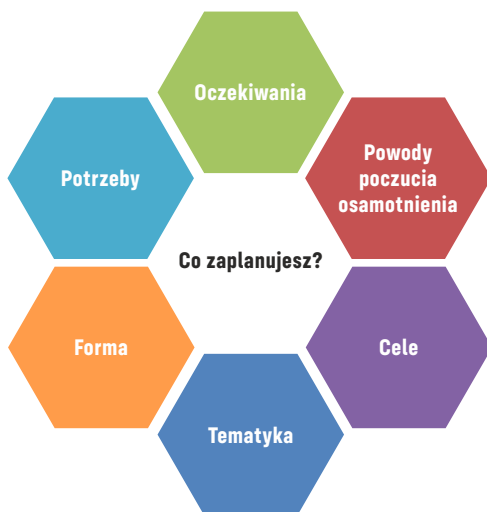 Oczekiwania
Powody
poczucia
osamotnienia
Potrzeby
Co zaplanujesz?
Cele
Forma
Tematyka